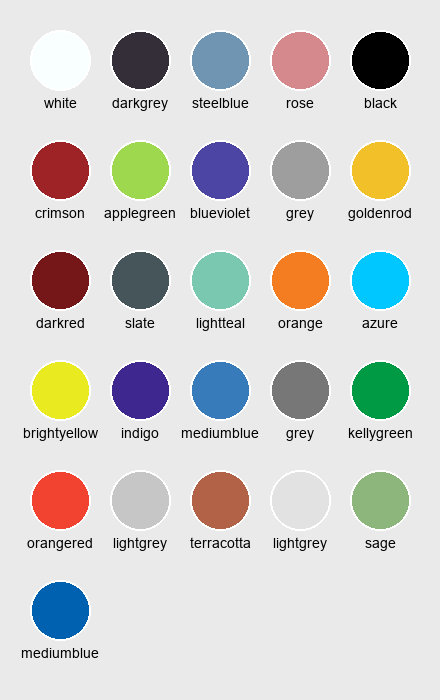 white darkgrey steelblue rose black
crimson applegreen blueviolet grey goldenrod
darkred slate lightteal orange azure
brightyellow indigo mediumblue grey kellygreen
orangered lightgrey terracotta lightgrey sage
mediumblue